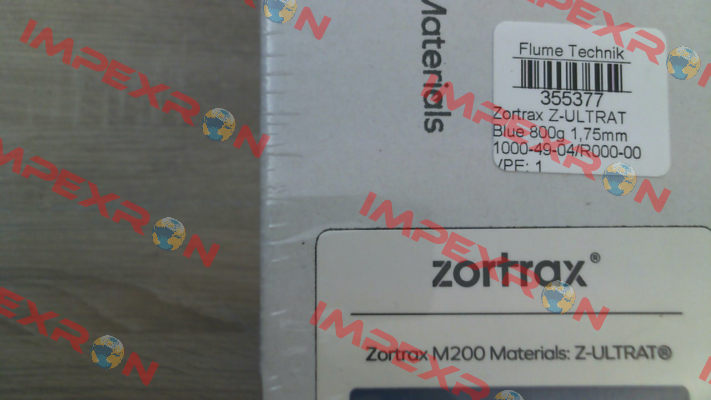 Materials
Flume Technik
355377
Zortrax Z-ULTRAT
Blue 800g 1,75mm
1000-49-04/R000-00
VPE: 1
zortrax®
Zortrax M200 Materials: Z-ULTRAT®
IMPEXRON
IMPEXRON
IMPEXRON
IMPEXRON
IMPEXRON
IMPEXRON
IMPEXRON